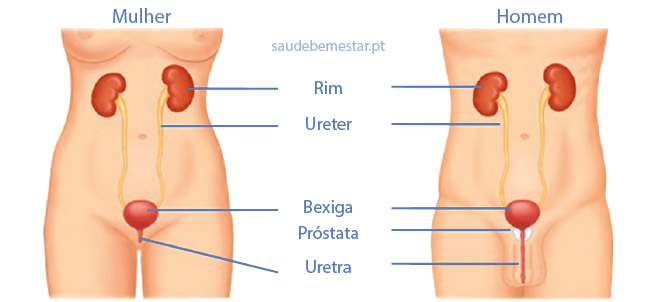 Mulher
Homem
saudebemestar.pt
Rim
Ureter
Bexiga
Próstata
Uretra